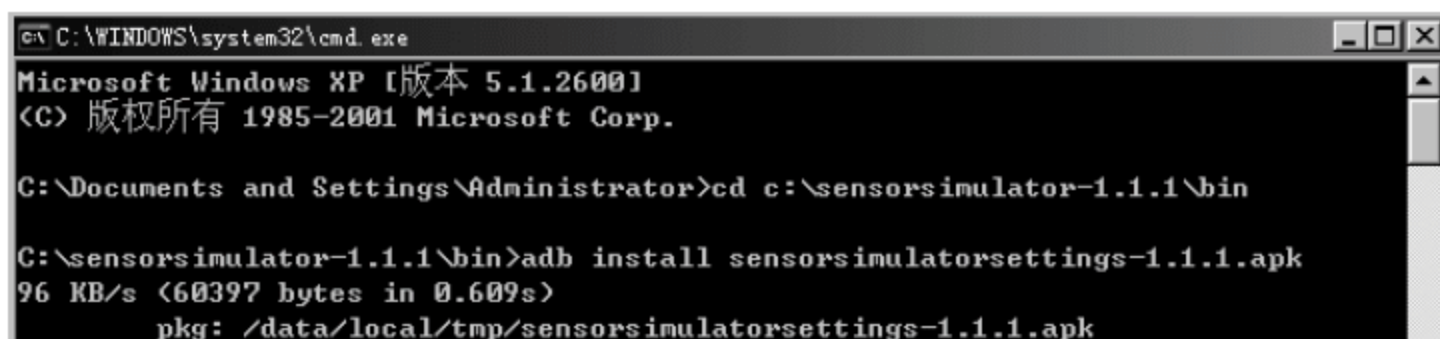 C:\WINDOWS\system32\cmd.exe
Microsoft Windows XP [版本 5.1.2600]
(C) 版权所有 1985-2001 Microsoft Corp.
C:\Documents and Settings\Administrator>cd c:\sensorsimulator-1.1.1\bin
C:\sensorsimulator-1.1.1\bin>adb install sensorsimulatorsettings-1.1.1.apk
96 KB/s (60397 bytes in 0.609s)
pkg: /data/local/tmp/sensorsimulatorsettings-1.1.1.apk